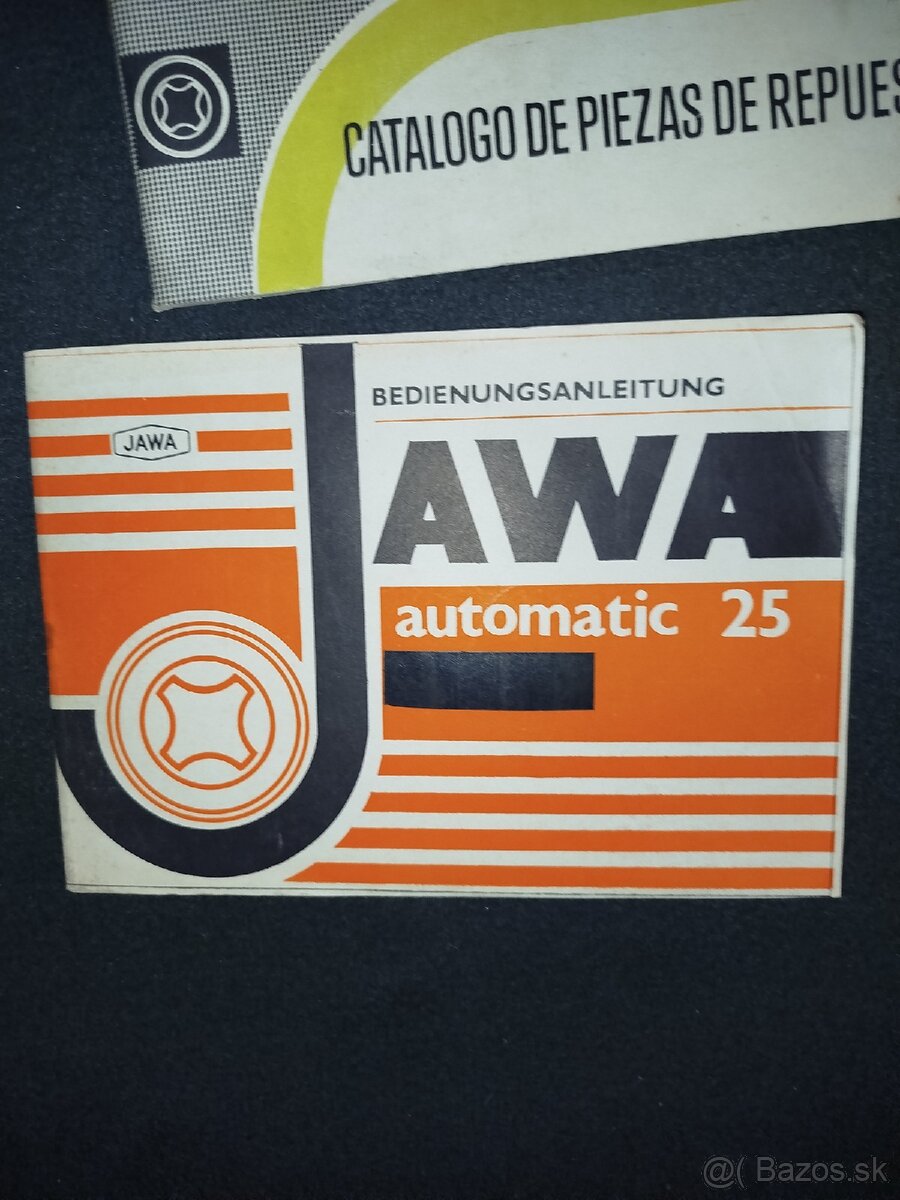 CATALOGO DE PIEZAS DE REPUES
BEDIENUNGSANLEITUNG
JAWA
JAWA
automatic 25
@( Bazos.sk